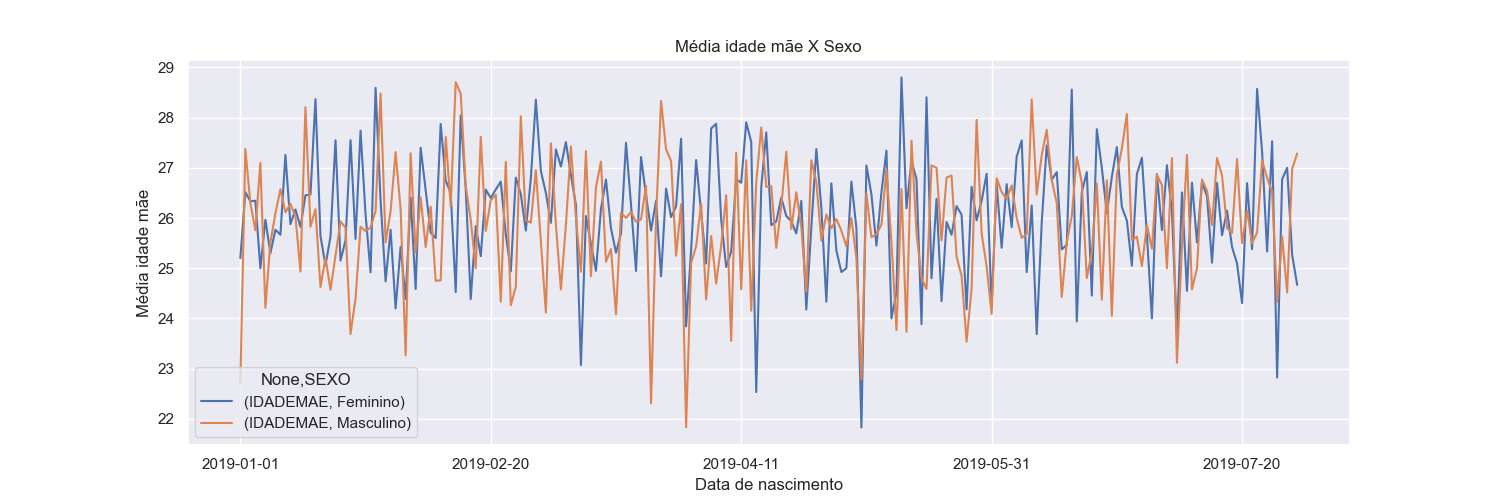 Média idade mãe X Sexo
Média idade mãe
29
28
27
26
25
24
23
22
None,SEXO
(IDADEMAE, Feminino)
(IDADEMAE, Masculino)
2019-01-01
2019-02-20
2019-04-11
2019-05-31
2019-07-20
Data de nascimento